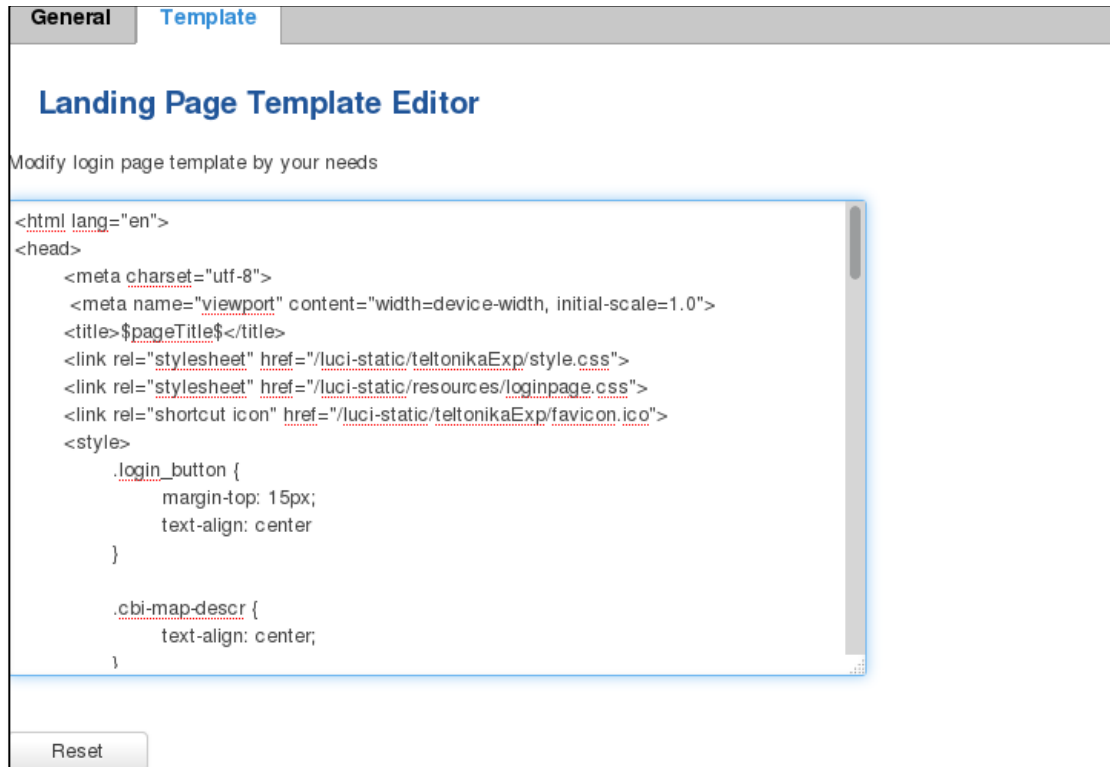 General Template
Landing Page Template Editor
Modify login page template by your needs
<html lang="en">
<head>
<meta charset="utf-8">
<meta name="viewport" content="width=device-width, initial-scale=1.0">
<title>$pageTitle$</title>
<link rel="stylesheet" href="/luci-static/teltonikaExp/style.css">
<link rel="stylesheet" href="/luci-static/resources/loginpage.css">
<link rel="shortcut icon" href="/luci-static/teltonikaExp/favicon.ico">
<style>
.login_button {
margin-top: 15px;
text-align: center
}
.cbi-map-descr {
text-align: center;
}
Reset